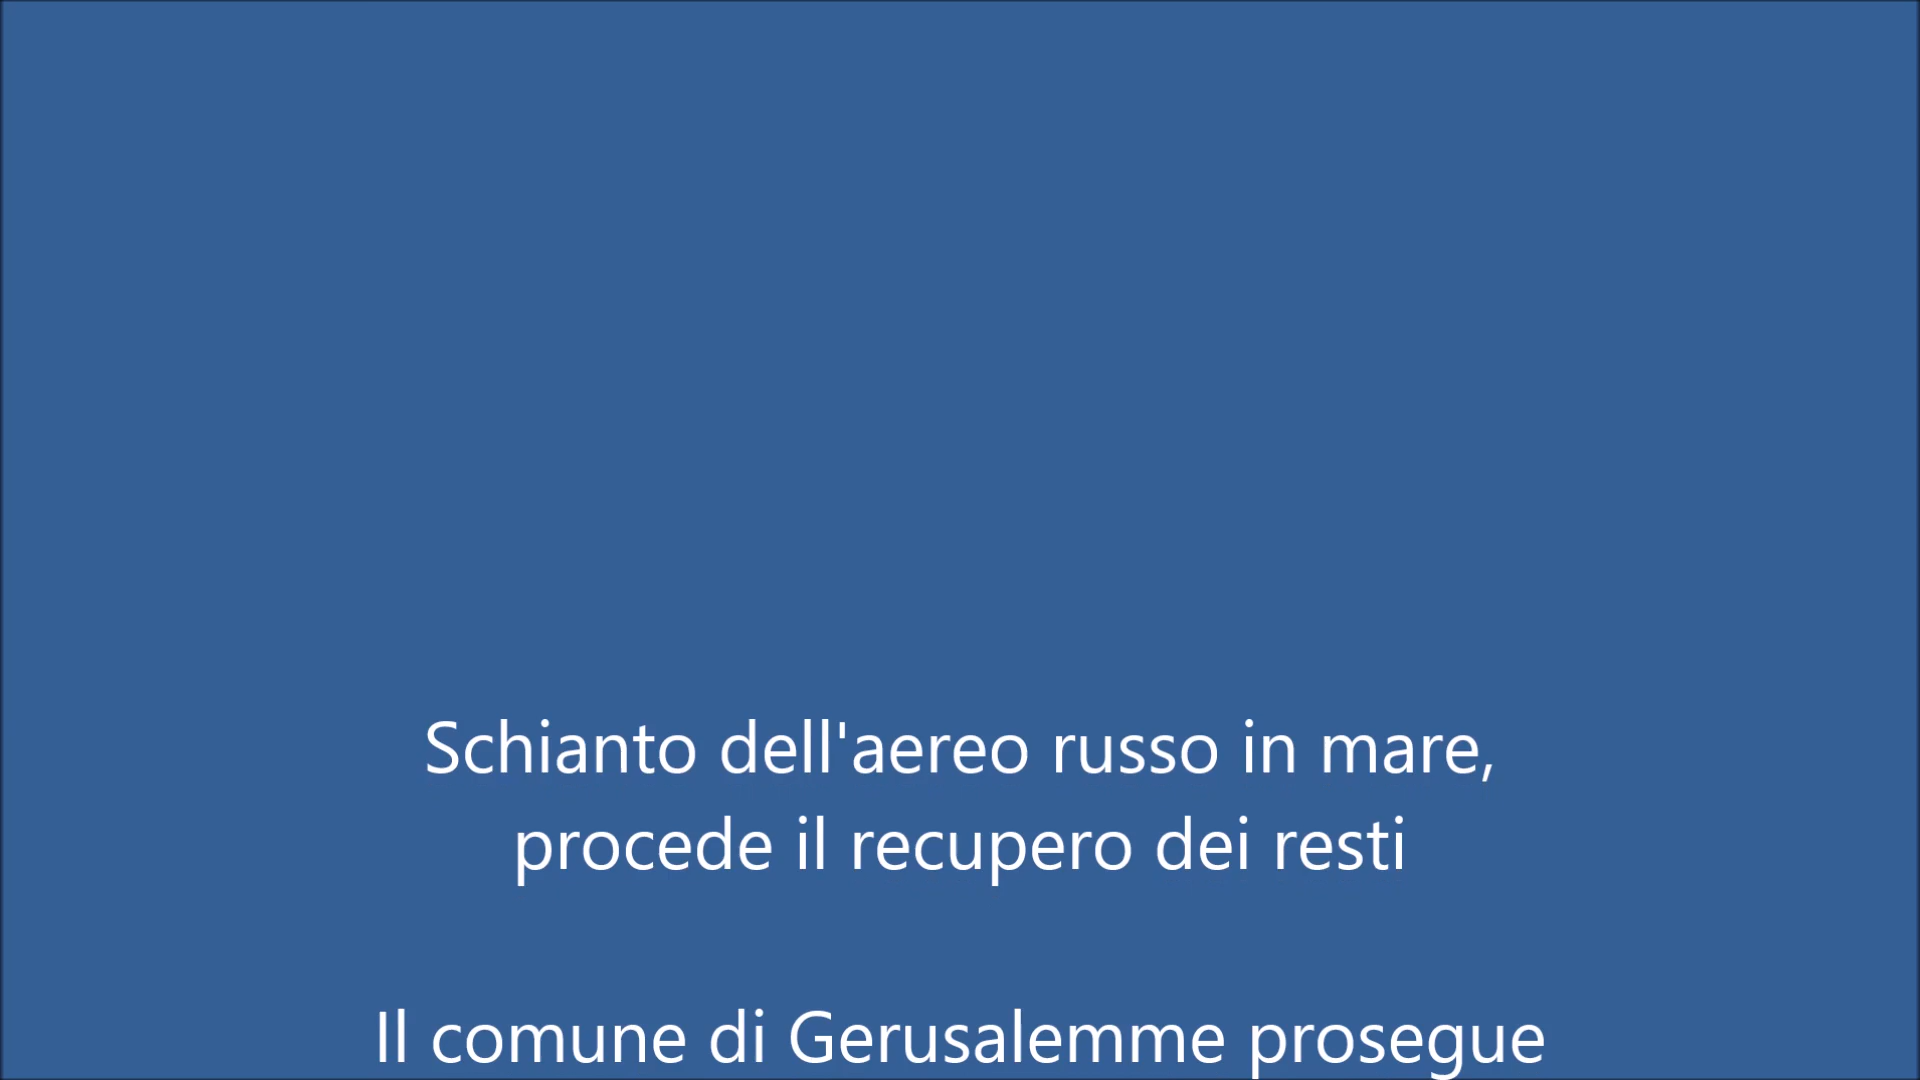 Schianto dell'aereo russo in mare,
procede il recupero dei resti
Il comune di Gerusalemme prosegue